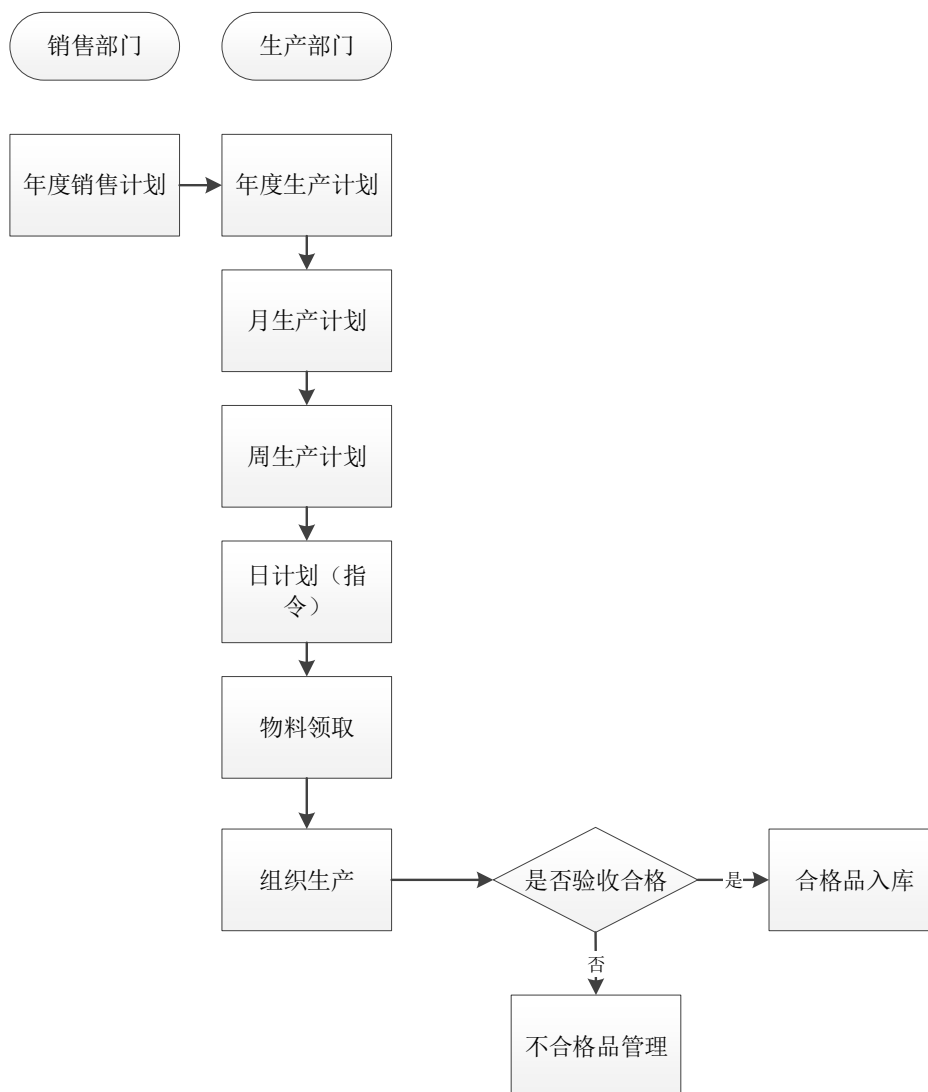 销售部门
生产部门
年度销售计划
年度生产计划
月生产计划
周生产计划
日计划（指
令）
物料领取
组织生产
是否验收合格
是
合格品入库
否
不合格品管理